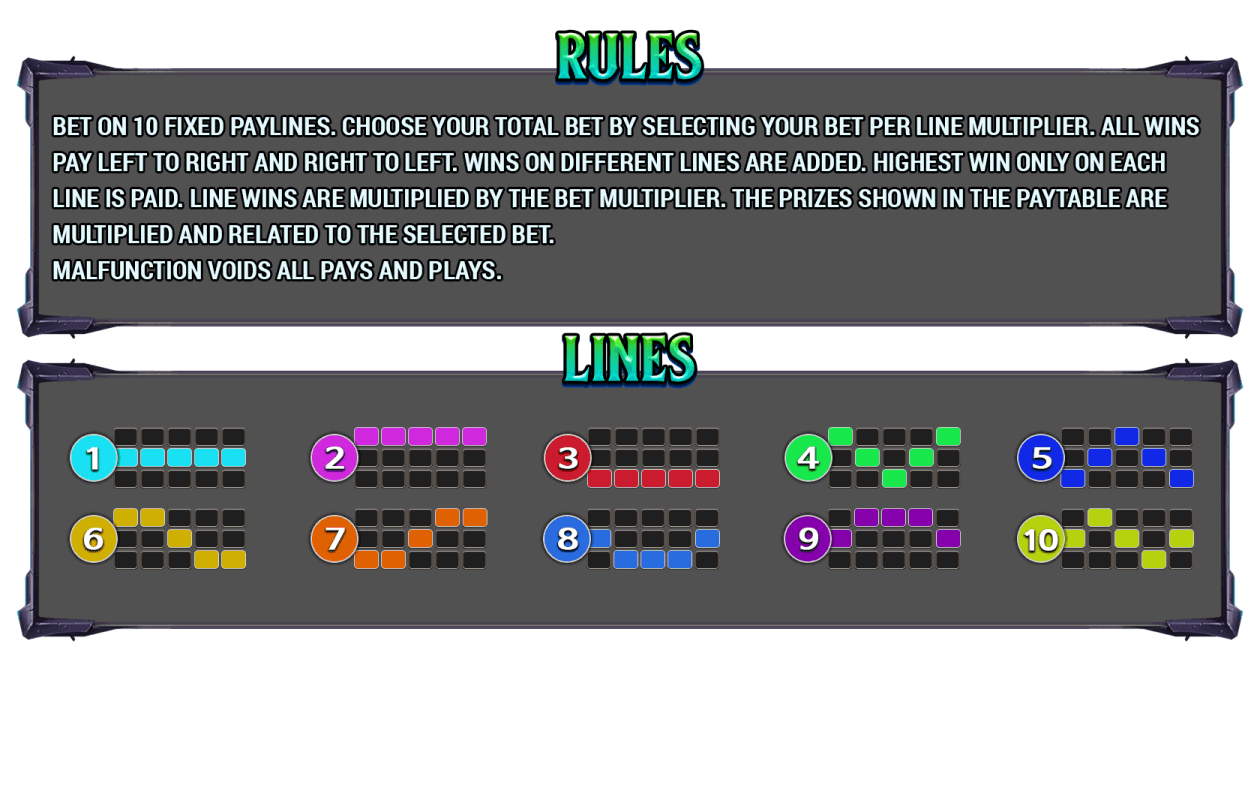 RULES
BET ON 10 FIXED PAYLINES. CHOOSE YOUR TOTAL BET BY SELECTING YOUR BET PER LINE MULTIPLIER. ALL WINS
PAY LEFT TO RIGHT AND RIGHT TO LEFT. WINS ON DIFFERENT LINES ARE ADDED. HIGHEST WIN ONLY ON EACH
LINE IS PAID. LINE WINS ARE MULTIPLIED BY THE BET MULTIPLIER. THE PRIZES SHOWN IN THE PAYTABLE ARE
MULTIPLIED AND RELATED TO THE SELECTED BET.
MALFUNCTION VOIDS ALL PAYS AND PLAYS.
LINES
1 2 3 4 5
6 7 8 9 10